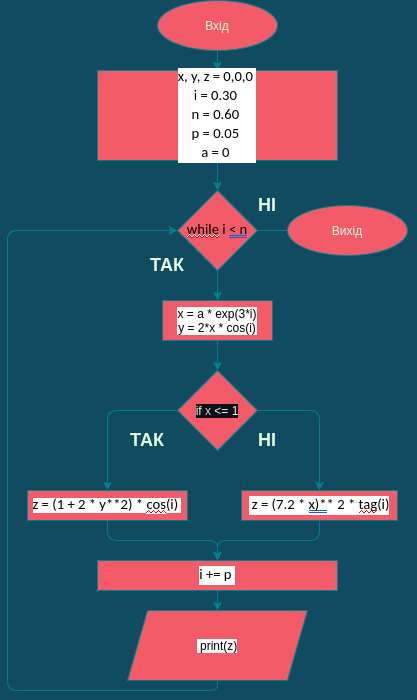 Вхід
x, y, z = 0,0,0
i = 0.30
n = 0.60
p = 0.05
a = 0
НІ
while i < n
Вихід
ТАК
x = a * exp(3*i)
y = 2*x * cos(i)
if x <= 1
ТАК
НІ
z = (1 + 2 * y**2) * cos(i)
z = (7.2 * x)** 2 * tag(i)
i += p
print(z)